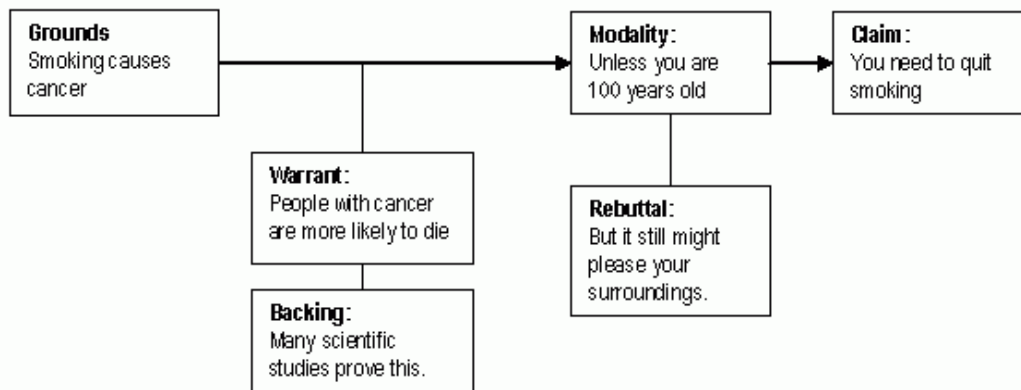 Grounds
Smoking causes
cancer
Modality:
Unless you are
100 years old
Claim:
You need to quit
smoking
Warrant:
People with cancer
are more likely to die
Rebuttal:
But it still might
please your
surroundings.
Backing:
Many scientific
studies prove this.